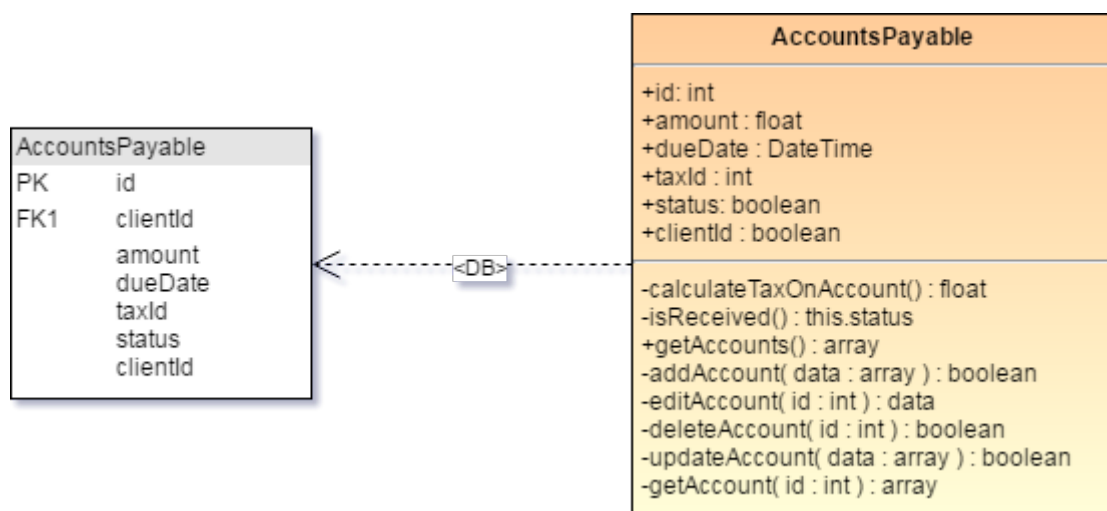 AccountsPayable
PK id
FK1 clientId
amount
dueDate
taxId
status
clientId
<DB>
AccountsPayable
+id: int
+amount : float
+dueDate : DateTime
+taxId : int
+status: boolean
+clientId : boolean
-calculateTaxOnAccount() : float
-isReceived() : this.status
+getAccounts() : array
-addAccount( data : array ) : boolean
-editAccount( id : int ) : data
-deleteAccount( id : int ) : boolean
-updateAccount( data : array ) : boolean
-getAccount( id : int ) : array